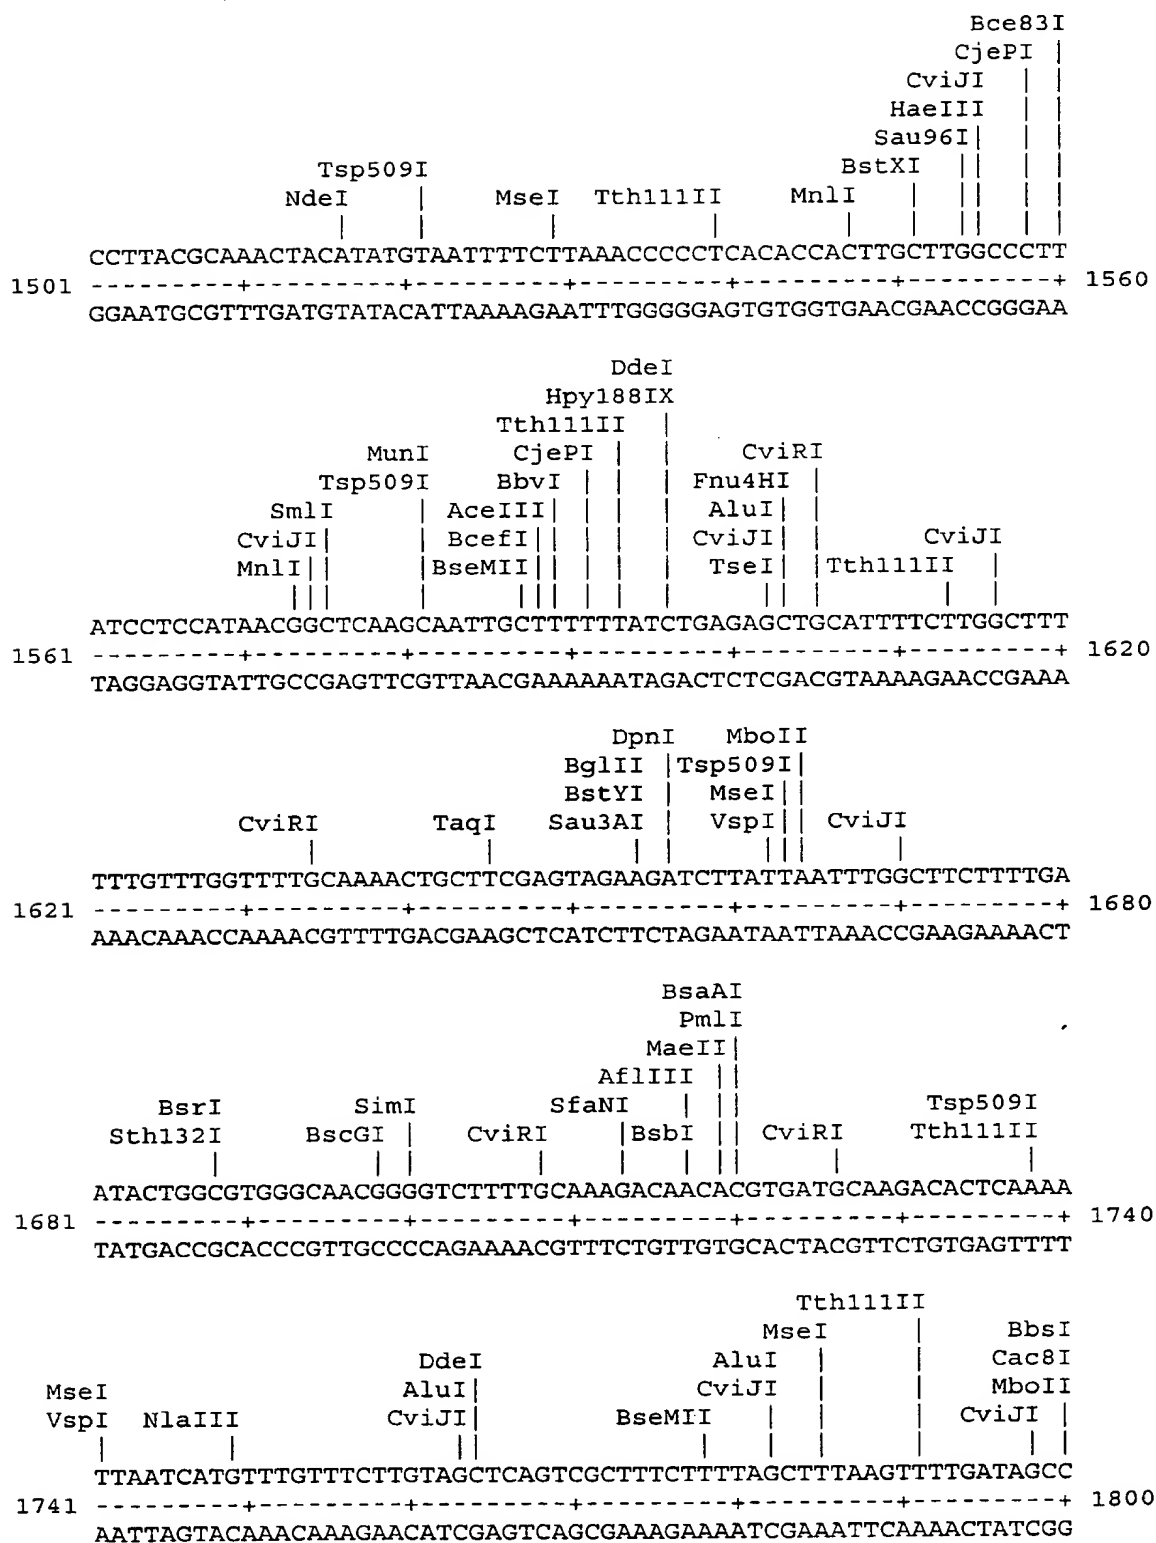 Bce83I
CjePI |
CviJI | |
HaeIII | |
Sau96I| | |
Tsp509I BstXI || | |
NdeI | MseI Tth111II MnlI | || | |
CCTTACGCAAACTACATATGTAATTTTCTTAAACCCCCTCACACCACTTGCTTGGCCCTT
1501 ---------+---------+---------+---------+---------+---------+ 1560
GGAATGCGTTTGATGTATACATTAAAAGAATTTGGGGGAGTGTGGTGAACGAACCGGGAA
DdeI
Hpy188IX
Tth111II |
MunI CjePI | | CviRI
Tsp509I BbvI | | | Fnu4HI |
SmlI | AceIII| | | | AluI| |
CviJI| | BcefI|| | | | CviJI| | CviJI
MnlI|| | BseMII||| | | | TseI|| |Tth111II |
ATCCTCCATAACGGCTCAAGCAATTGCTTTTTTTATCTGAGAGCTGCATTTTCTTGGCTTT
1561 ---------+---------+---------+---------+---------+---------+ 1620
TAGGAGGTATTGCCGAGTTCGTTAACGAAAAAATAGACTCTCGACGTAAAAGAACCGAAA
DpnI MboII
BglII |Tsp509I|
BstYI | MseI||
CviRI TaqI Sau3AI | VspI|| CviJI
TTTGTTTGGTTTTGCAAAACTGCTTCGAGTAGAAGATCTTATTAATTTGGCTTCTTTTGA
1621 ---------+---------+---------+---------+---------+---------+ 1680
AAACAAACCAAAACGTTTTGACGAAGCTCATCTTCTAGAATAATTAAACCGAAGAAAACT
BsaAI
PmlI
MaeII|
AflIII ||
BsrI SimI SfaNI | || Tsp509I
Sth132I BscGI | CviRI |BsbI || CviRI Tth111II
ATACTGGCGTGGGCAACGGGGTCTTTTGCAAAGACAACACGTGATGCAAGACACTCAAAA
1681 ---------+---------+---------+---------+---------+---------+ 1740
TATGACCGCACCCGTTGCCCCAGAAAACGTTTCTGTTGTGCACTACGTTCTGTGAGTTTT
Tth111II
MseI | BbsI
DdeI AluI | | Cac8I
MseI AluI| CviJI | | MboII
VspI NlaIII CviJI| BseMII | | | CviJI |
TTAATCATGTTTGTTTCTTGTAGCTCAGTCGCTTTCTTTTAGCTTTAAGTTTTGATAGCC
1741 ---------+---------+---------+---------+---------+---------+ 1800
AATTAGTACAAACAAAGAACATCGAGTCAGCGAAAGAAAATCGAAATTCAAAACTATCGG